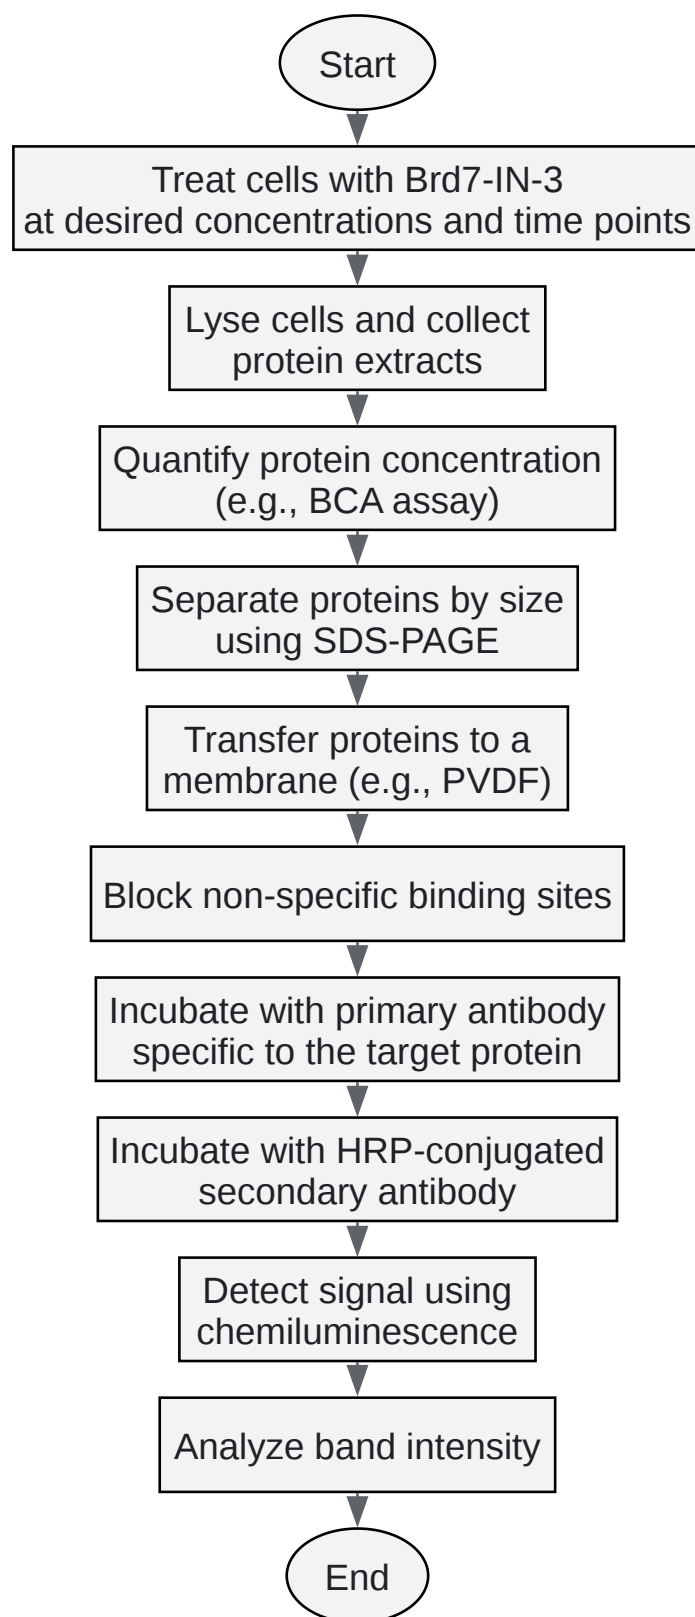 Start
Treat cells with Brd7-IN-3
at desired concentrations and time points
Lyse cells and collect
protein extracts
Quantify protein concentration
(e.g., BCA assay)
Separate proteins by size
using SDS-PAGE
Transfer proteins to a
membrane (e.g., PVDF)
Block non-specific binding sites
Incubate with primary antibody
specific to the target protein
Incubate with HRP-conjugated
secondary antibody
Detect signal using
chemiluminescence
Analyze band intensity
End